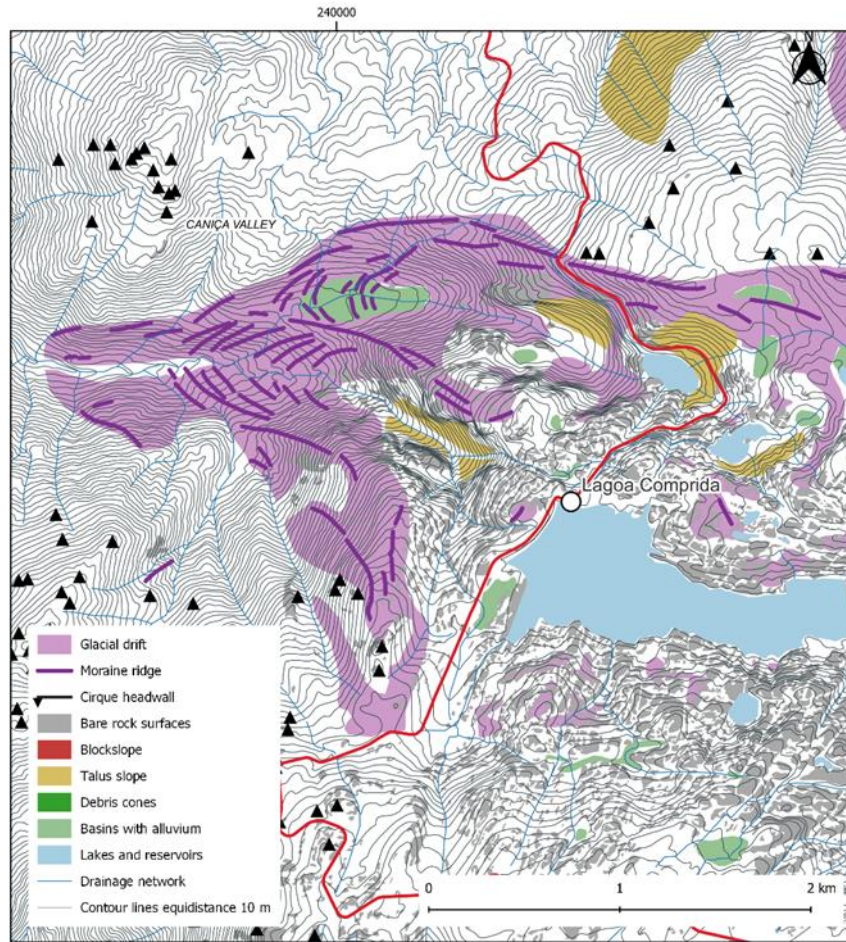 240000
N
CANIÇA VALLEY
Lagoa Comprida
Glacial drift
Moraine ridge
Cirque headwall
Bare rock surfaces
Blockslope
Talus slope
Debris cones
Basins with alluvium
Lakes and reservoirs
Drainage network
Contour lines equidistance 10 m
0 1 2 km